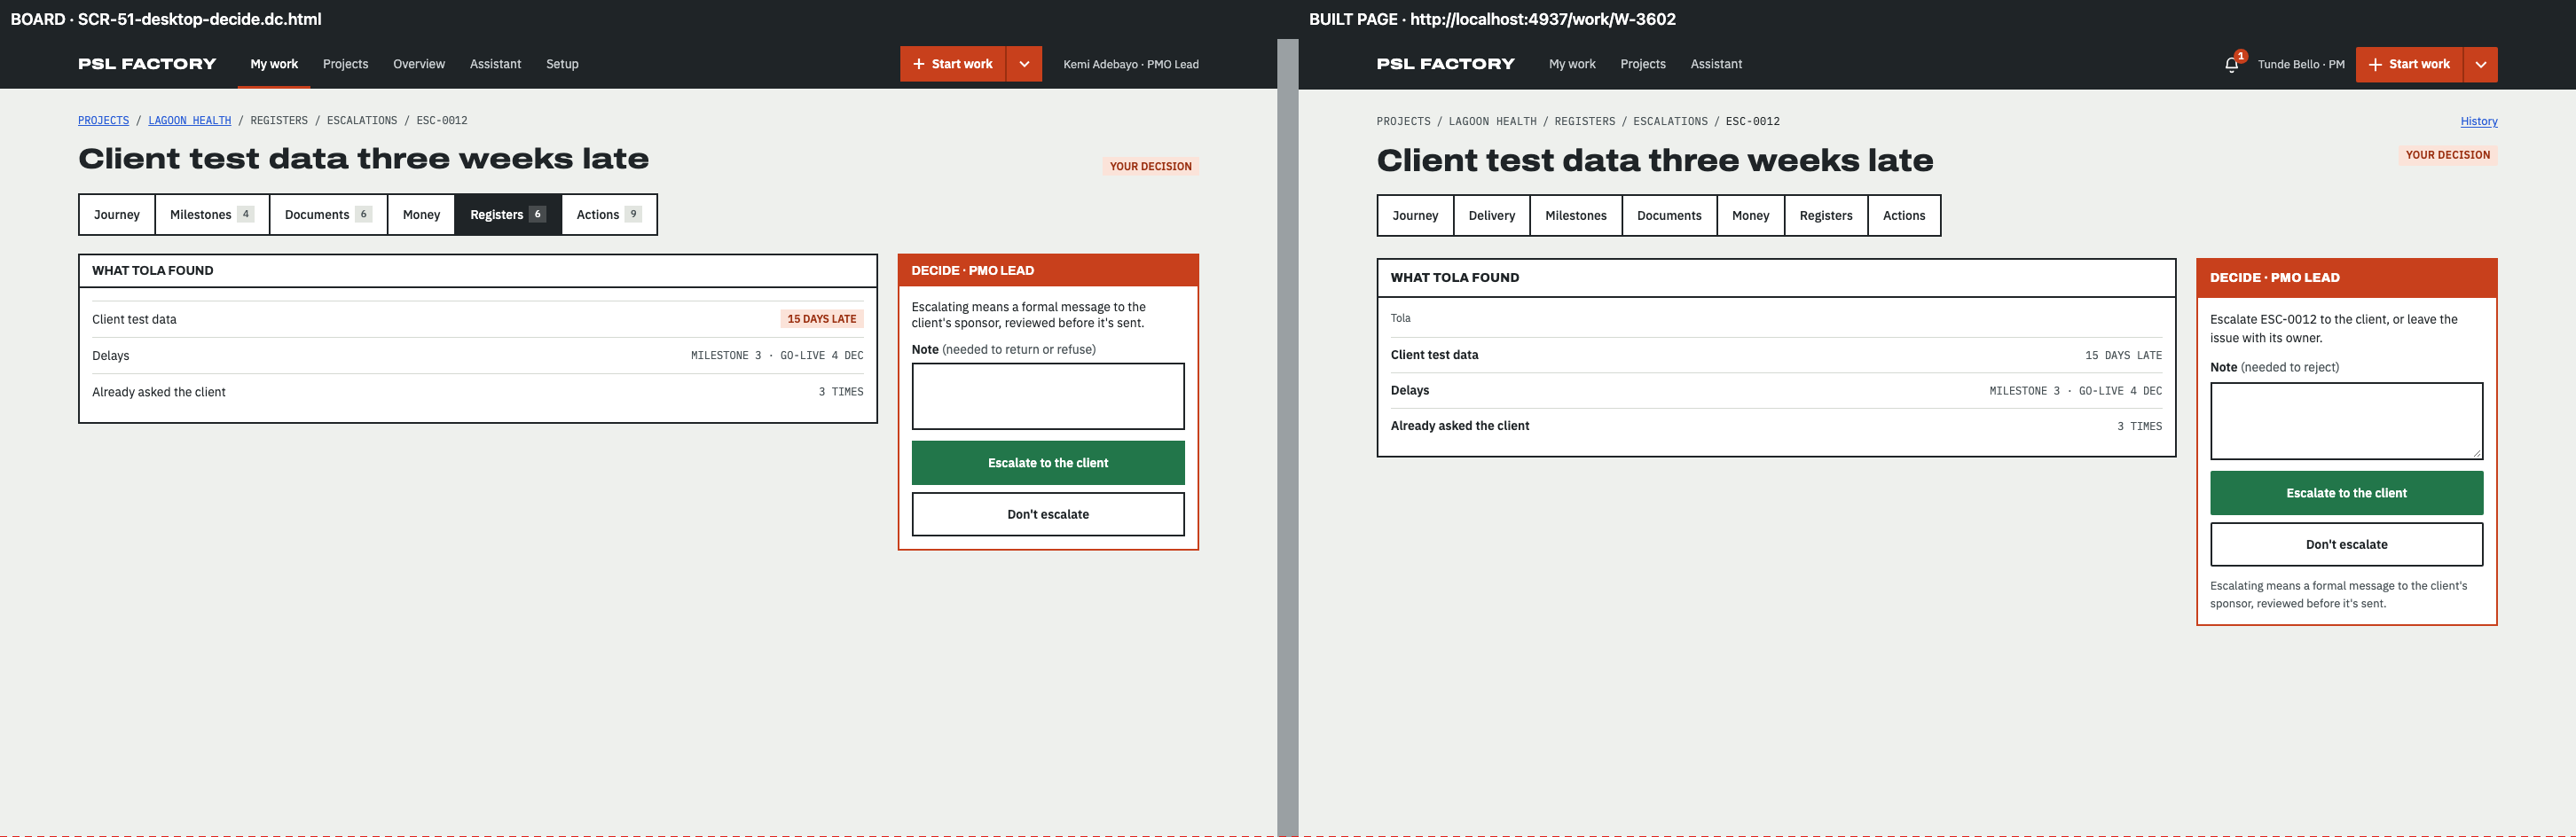 BOARD · SCR-51-desktop-decide.dc.html
PSL FACTORY My work Projects Overview Assistant Setup + Start work Kemi Adebayo · PMO Lead
PROJECTS / LAGOON HEALTH / REGISTERS / ESCALATIONS / ESC-0012
Client test data three weeks late
YOUR DECISION
Journey Milestones 4 Documents 6 Money Registers 6 Actions 9
WHAT TOLA FOUND
Client test data 15 DAYS LATE
Delays MILESTONE 3 · GO-LIVE 4 DEC
Already asked the client 3 TIMES
DECIDE · PMO LEAD
Escalating means a formal message to the
client's sponsor, reviewed before it's sent.
Note (needed to return or refuse)
Escalate to the client
Don't escalate
BUILT PAGE · http://localhost:4937/work/W-3602
PSL FACTORY My work Projects Assistant 1 Tunde Bello · PM + Start work
PROJECTS / LAGOON HEALTH / REGISTERS / ESCALATIONS / ESC-0012 History
Client test data three weeks late
YOUR DECISION
Journey Delivery Milestones Documents Money Registers Actions
WHAT TOLA FOUND
Tola
Client test data 15 DAYS LATE
Delays MILESTONE 3 · GO-LIVE 4 DEC
Already asked the client 3 TIMES
DECIDE · PMO LEAD
Escalate ESC-0012 to the client, or leave the
issue with its owner.
Note (needed to reject)
Escalate to the client
Don't escalate
Escalating means a formal message to the client's
sponsor, reviewed before it's sent.